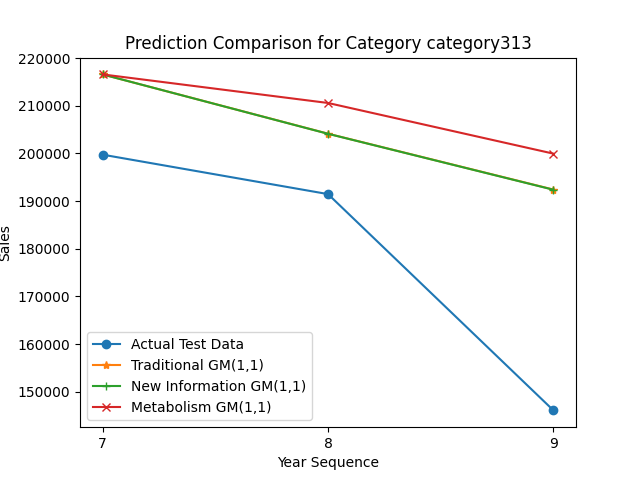 Prediction Comparison for Category category313
220000
210000
200000
190000
180000
170000
160000
150000
Sales
Actual Test Data
Traditional GM(1,1)
New Information GM(1,1)
Metabolism GM(1,1)
7
8
9
Year Sequence